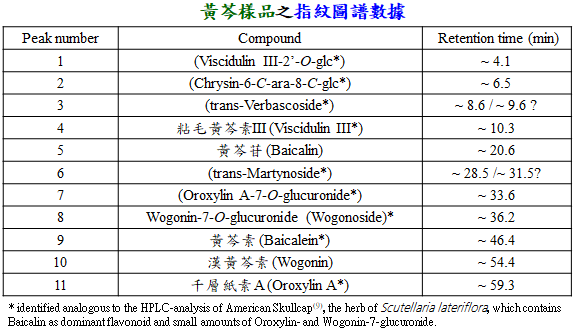 黃芩樣品之指紋圖譜數據
Peak number Compound Retention time (min)
1 (Viscidulin III-2'-O-glc*) ~ 4.1
2 (Chrysin-6-C-ara-8-C-glc*) ~ 6.5
3 (trans-Verbascoside*) ~ 8.6 / ~ 9.6 ?
4 粘毛黃芩素III (Viscidulin III*) ~ 10.3
5 黃芩苷 (Baicalin) ~ 20.6
6 (trans-Martynoside*) ~ 28.5 /~ 31.5?
7 (Oroxylin A-7-O-glucuronide*) ~ 33.6
8 Wogonin-7-O-glucuronide (Wogonoside)* ~ 36.2
9 黃芩素 (Baicalein*) ~ 46.4
10 漢黃芩素 (Wogonin) ~ 54.4
11 千層紙素A (Oroxylin A*) ~ 59.3
* identified analogous to the HPLC-analysis of American Skullcap(9), the herb of Scutellaria lateriflora, which contains
Baicalin as dominant flavonoid and small amounts of Oroxylin- and Wogonin-7-glucuronide.